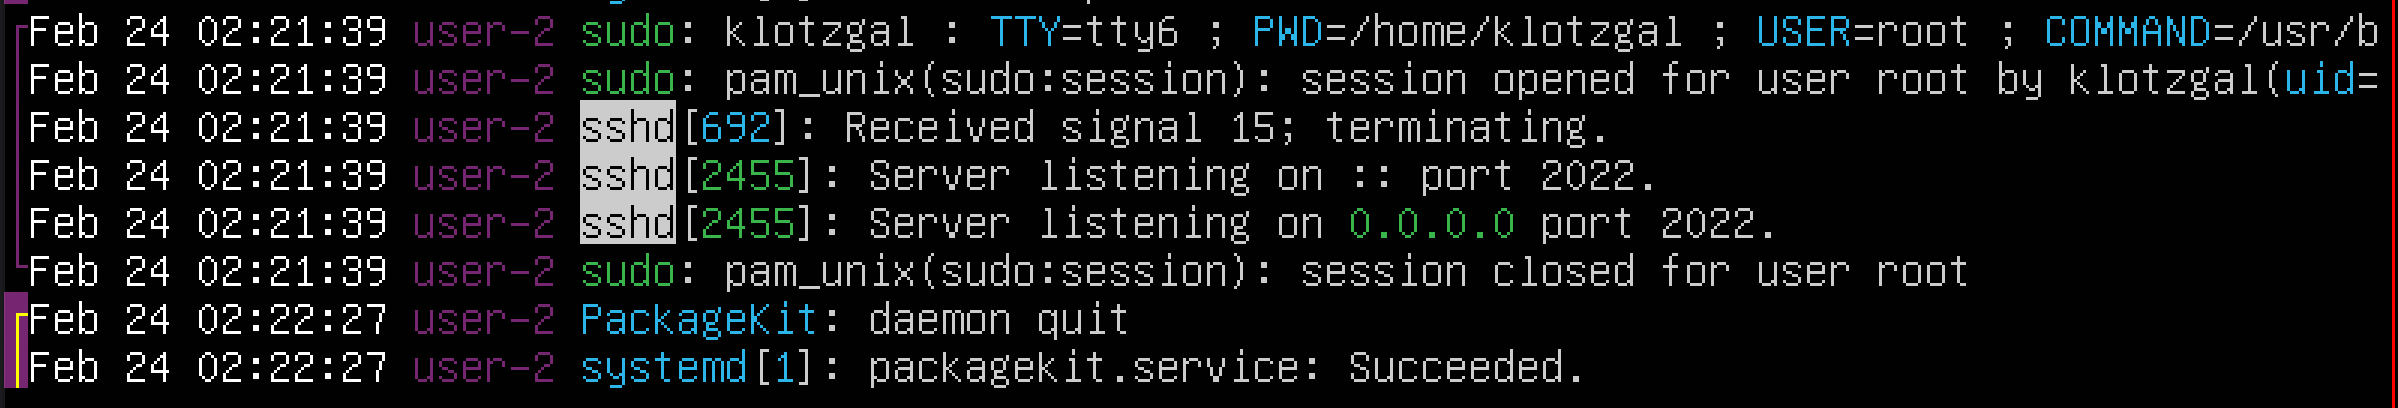 Feb 24 02:21:39 user-2 sudo: klotzgal : TTY=tty6 ; PWD=/home/klotzgal ; USER=root ; COMMAND=/usr/b
Feb 24 02:21:39 user-2 sudo: pam_unix(sudo:session): session opened for user root by klotzgal(uid=
Feb 24 02:21:39 user-2 sshd[692]: Received signal 15; terminating.
Feb 24 02:21:39 user-2 sshd[2455]: Server listening on :: port 2022.
Feb 24 02:21:39 user-2 sshd[2455]: Server listening on 0.0.0.0 port 2022.
Feb 24 02:21:39 user-2 sudo: pam_unix(sudo:session): session closed for user root
Feb 24 02:22:27 user-2 PackageKit: daemon quit
Feb 24 02:22:27 user-2 systemd[1]: packagekit.service: Succeeded.